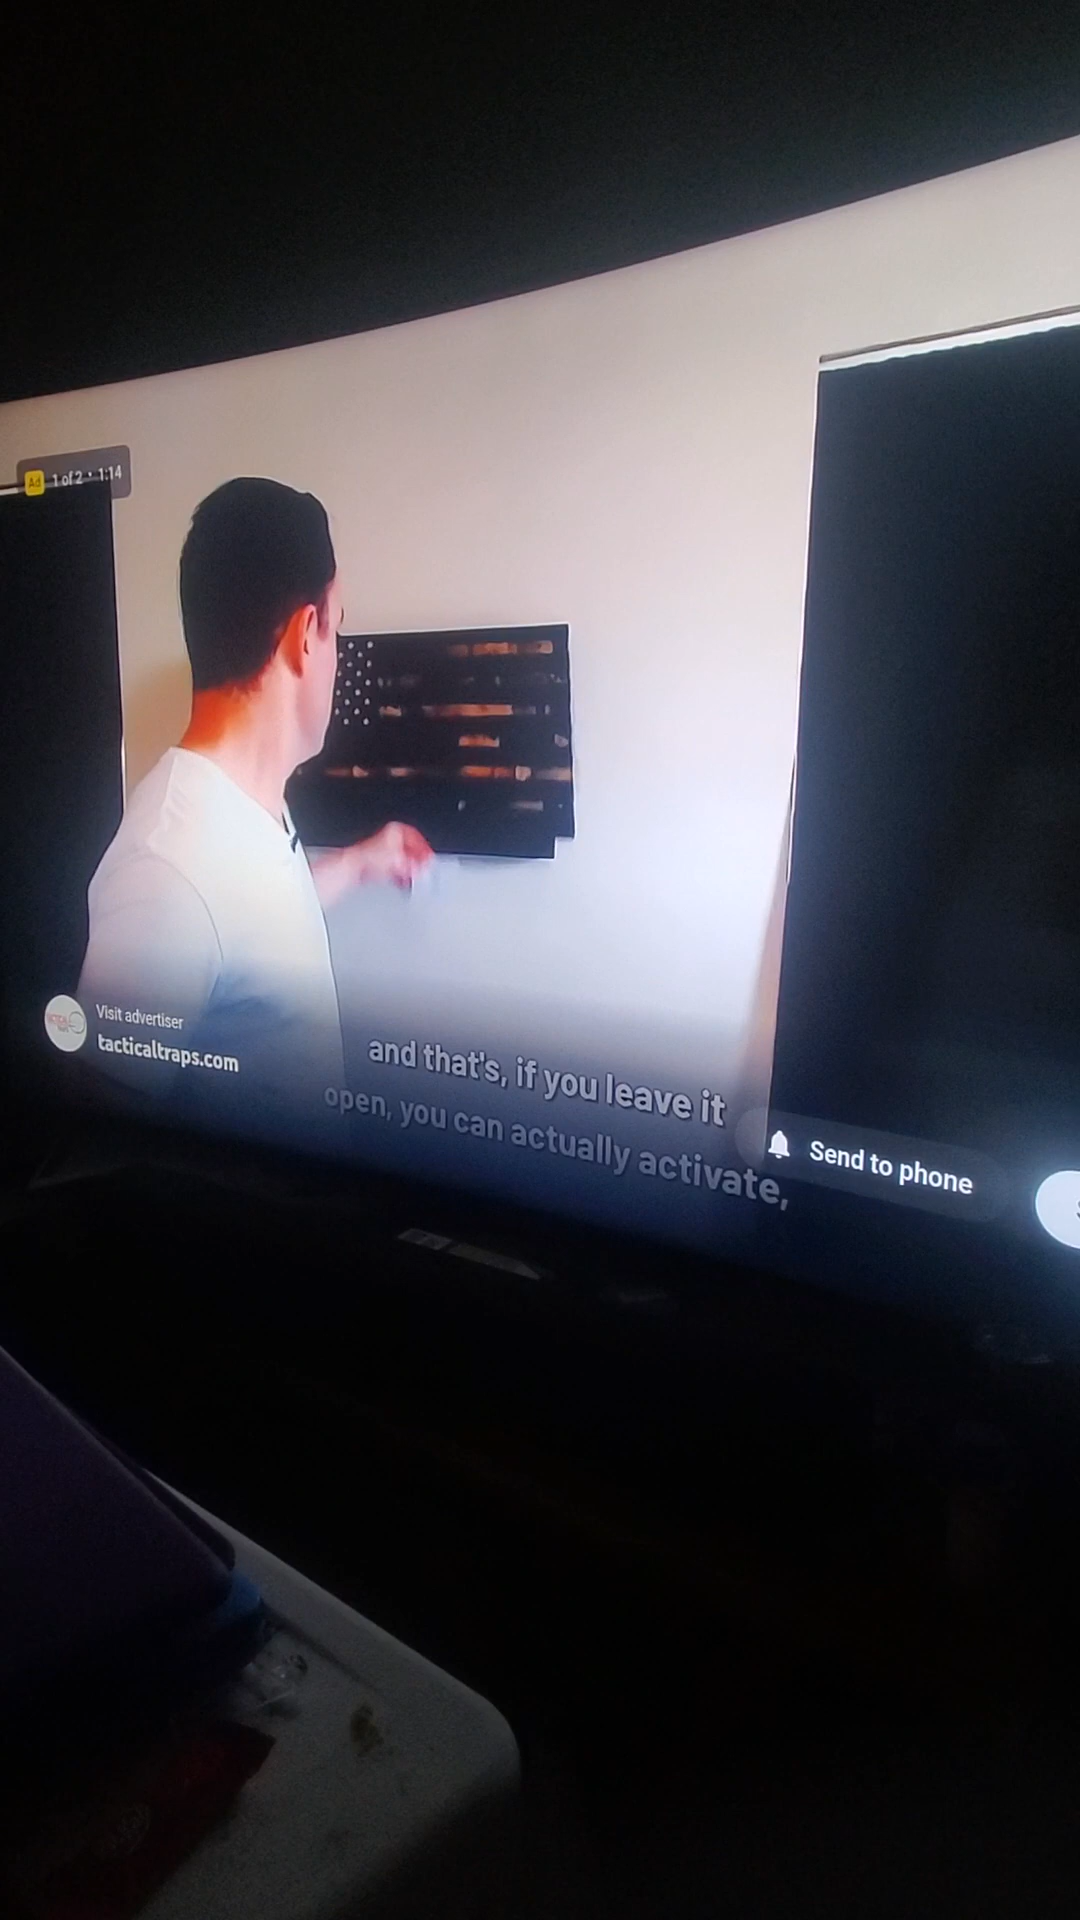 Ad 1 of 2 • 1:14
Visit advertiser
tacticaltraps.com
and that's, if you leave it
open, you can actually activate,
Send to phone